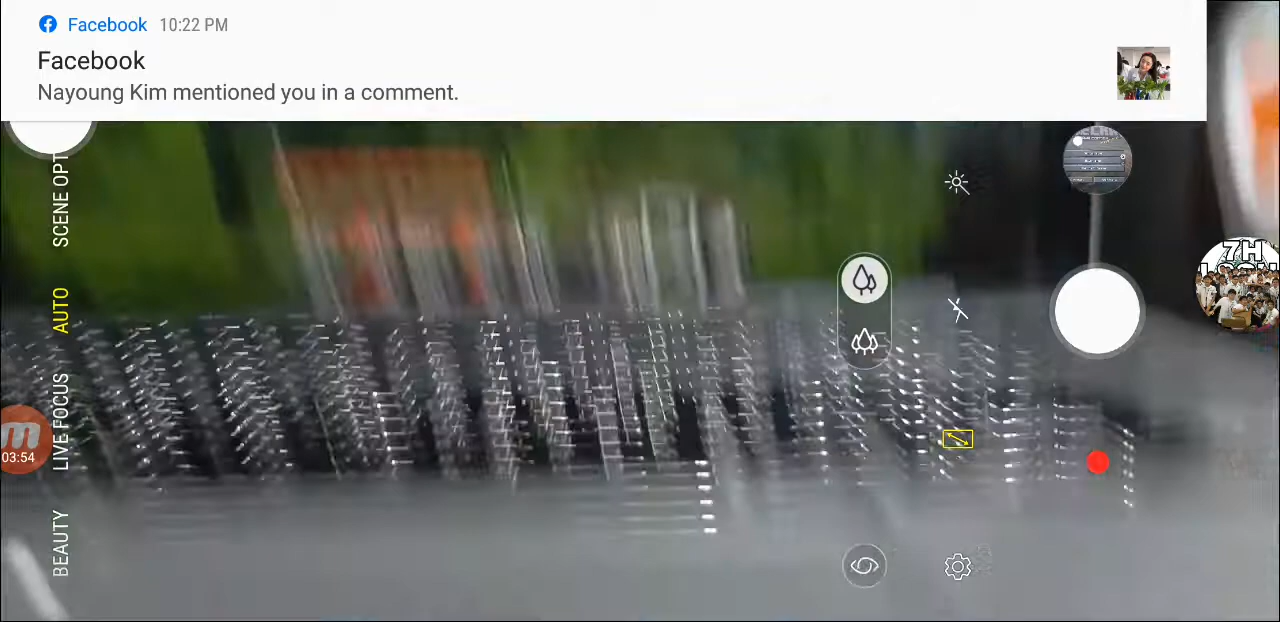 Facebook 10:22 PM
Facebook
Nayoung Kim mentioned you in a comment.
SCENE OPT
AUTO
LIVE FOCUS
BEAUTY
03:54
7H